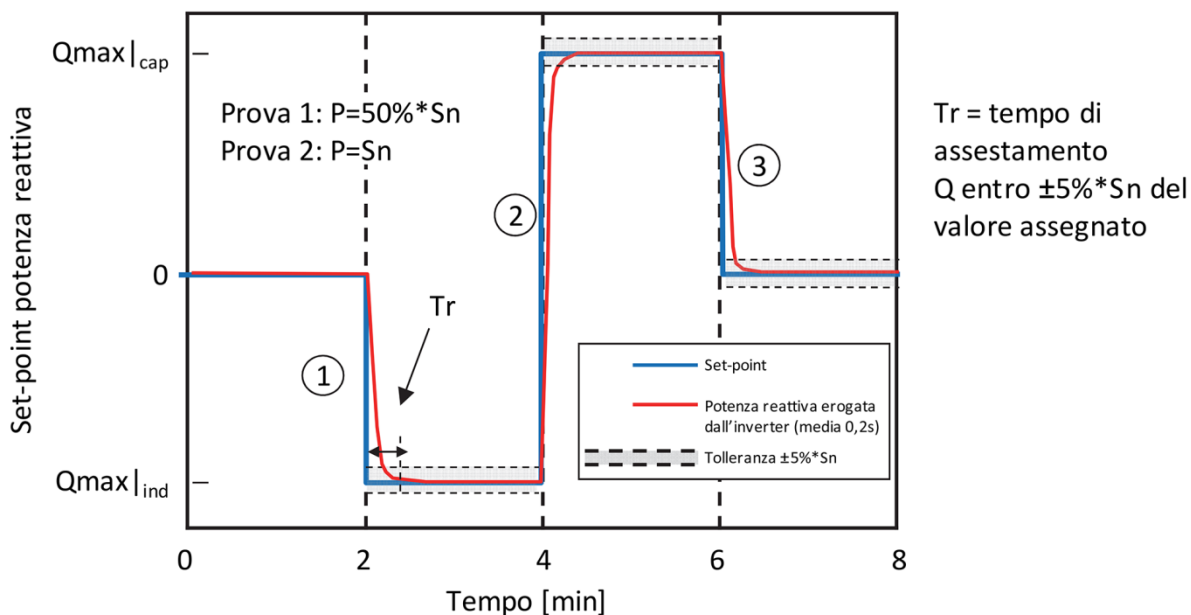 Set-point potenza reattiva
Qmax|cap
0
Qmax|ind
Prova 1: P=50%*Sn
Prova 2: P=Sn
1
2
3
Tr
Set-point
Potenza reattiva erogata
dall'inverter (media 0,2s)
Tolleranza ±5%*Sn
0
2
4
6
8
Tempo [min]
Tr = tempo di
assestamento
Q entro ±5%*Sn del
valore assegnato